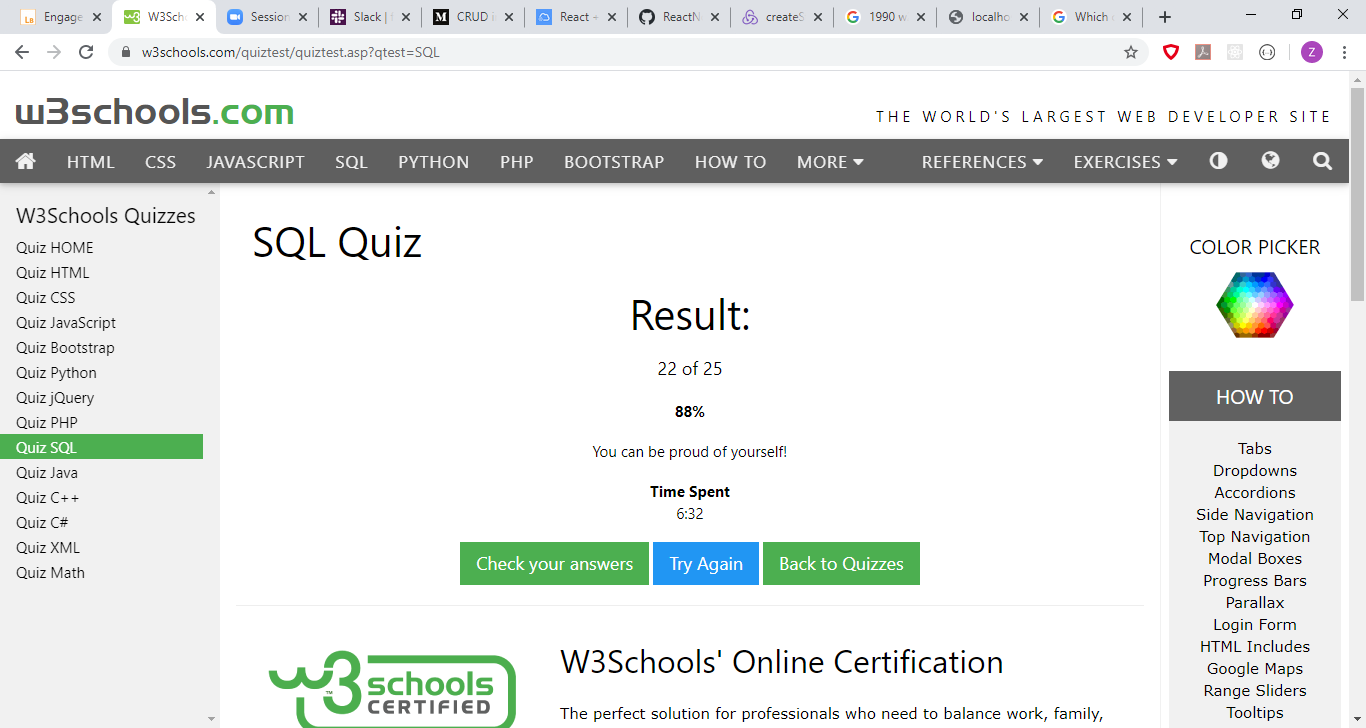 Engage
W3Sch
Session
Slack |
CRUD i
React +
ReactN
createS
1990 w
localho
Which
w3schools.com/quiztest/quiztest.asp?qtest=SQL
Z
w3schools.com
THE WORLD'S LARGEST WEB DEVELOPER SITE
HTML CSS JAVASCRIPT SQL PYTHON PHP BOOTSTRAP HOW TO MORE REFERENCES EXERCISES
W3Schools Quizzes
Quiz HOME
Quiz HTML
Quiz CSS
Quiz JavaScript
Quiz Bootstrap
Quiz Python
Quiz jQuery
Quiz PHP
Quiz SQL
Quiz Java
Quiz C++
Quiz C#
Quiz XML
Quiz Math
SQL Quiz
Result:
22 of 25
88%
You can be proud of yourself!
Time Spent
6:32
Check your answers
Try Again
Back to Quizzes
w3schools
CERTIFIED
TM
W3Schools' Online Certification
The perfect solution for professionals who need to balance work, family,
COLOR PICKER
HOW TO
Tabs
Dropdowns
Accordions
Side Navigation
Top Navigation
Modal Boxes
Progress Bars
Parallax
Login Form
HTML Includes
Google Maps
Range Sliders
Tooltips